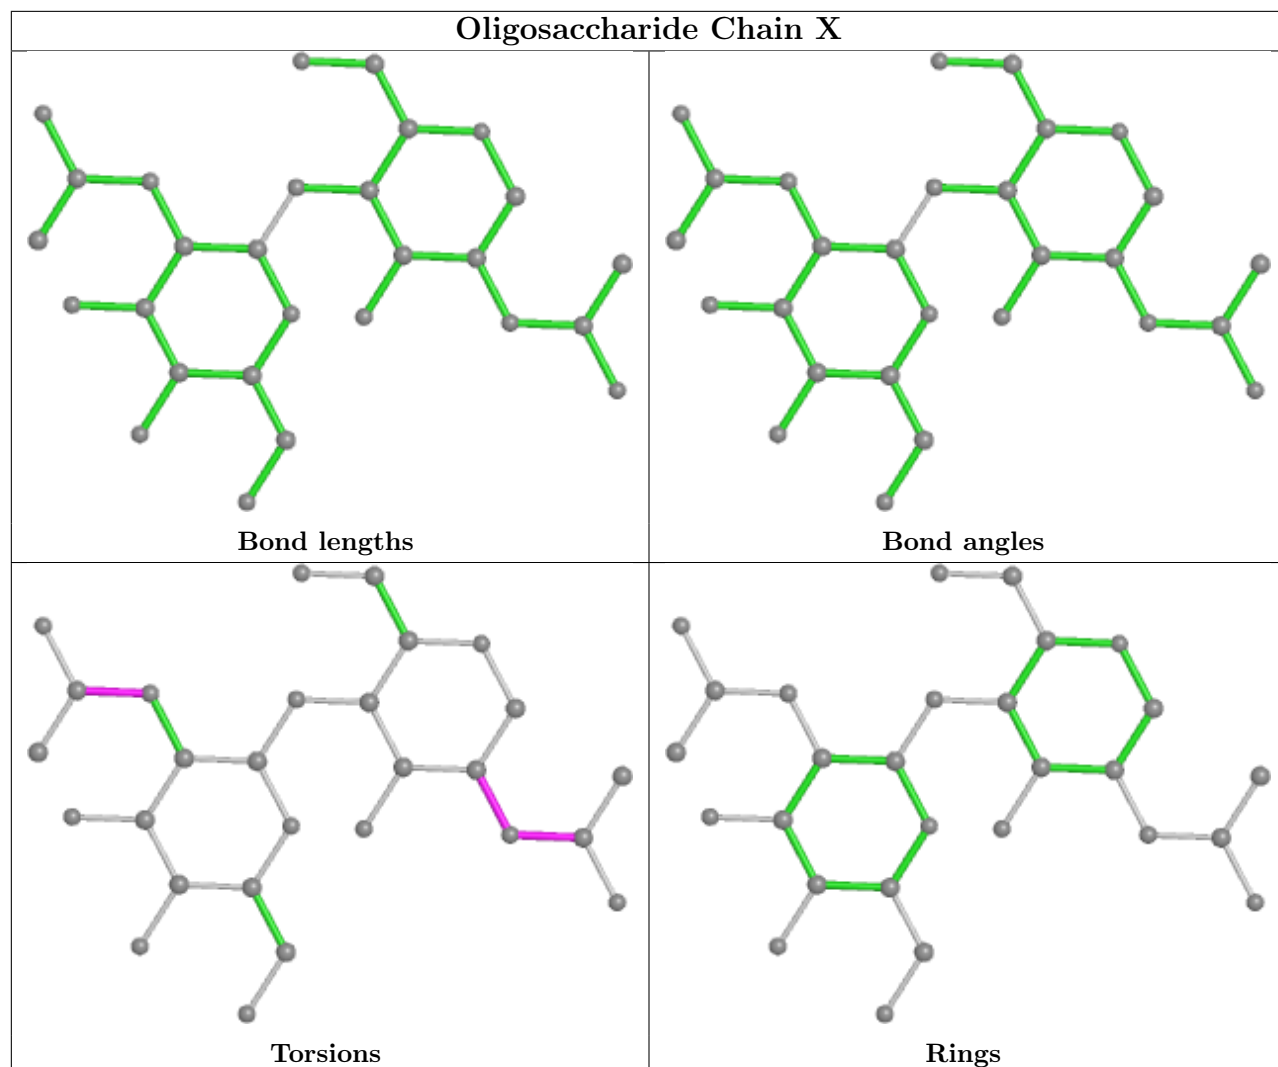 Oligosaccharide Chain X
Bond lengths
Bond angles
Torsions
Rings